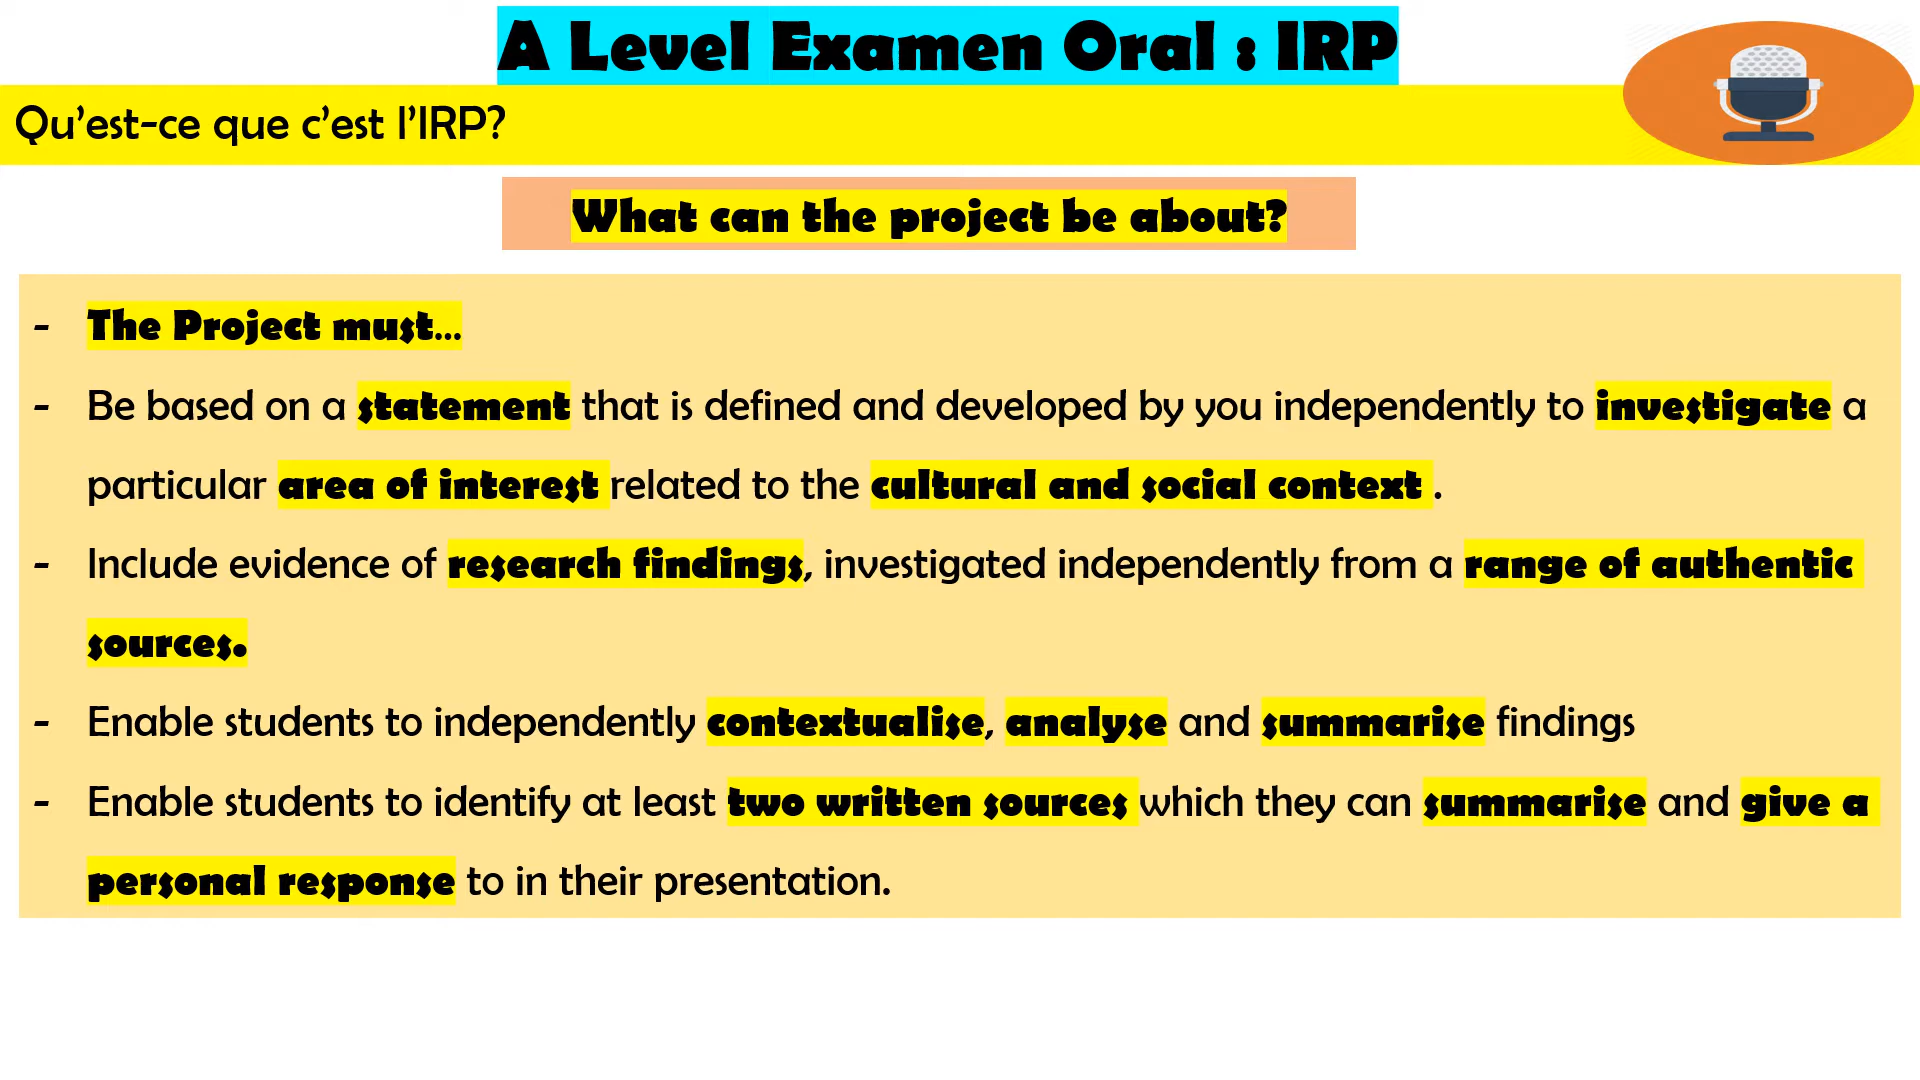 A Level Examen Oral : IRP
Qu’est-ce que c’est l’IRP?
What can the project be about?
- The Project must...
- Be based on a statement that is defined and developed by you independently to investigate a
particular area of interest related to the cultural and social context .
- Include evidence of research findings, investigated independently from a range of authentic
sources.
- Enable students to independently contextualise, analyse and summarise findings
- Enable students to identify at least two written sources which they can summarise and give a
personal response to in their presentation.